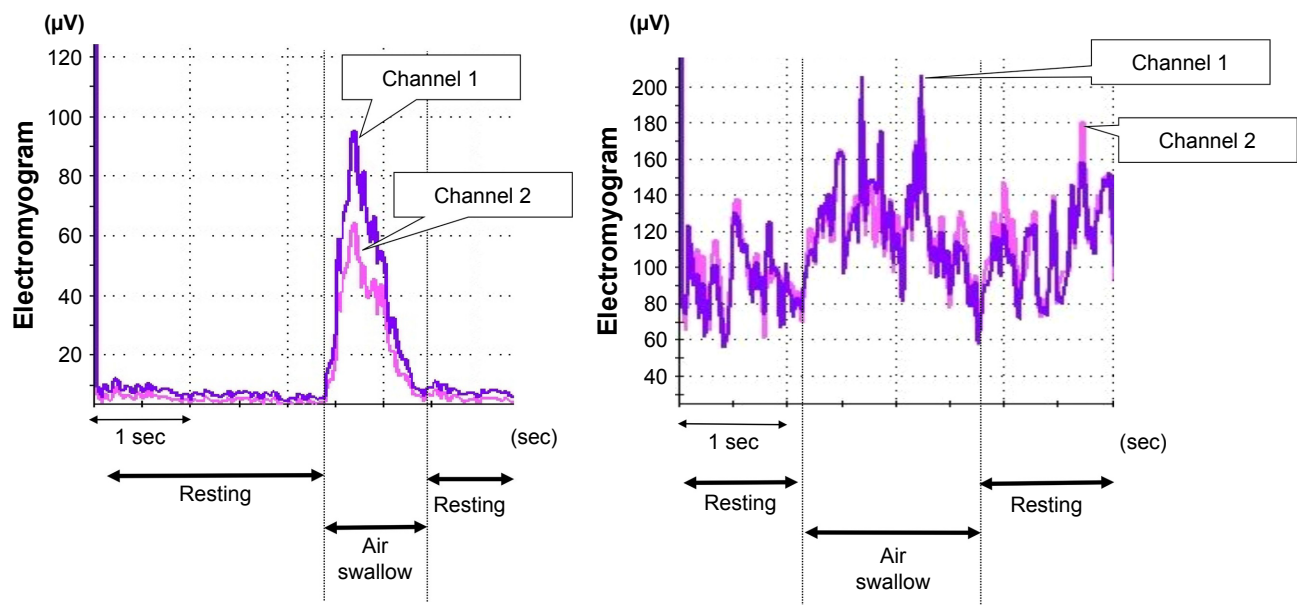 (µV)
120
100
80
60
40
20
Electromyogram
Channel 1
Channel 2
1 sec
(sec)
Resting
Resting
Air
swallow
(µV)
200
180
160
140
120
100
80
60
40
Electromyogram
Channel 1
Channel 2
1 sec
(sec)
Resting
Resting
Air
swallow